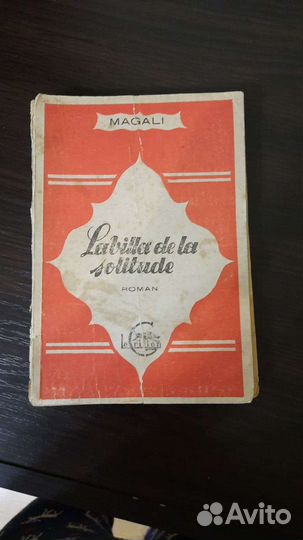 MAGALI
La villa de la
solitude
ROMAN
Avito